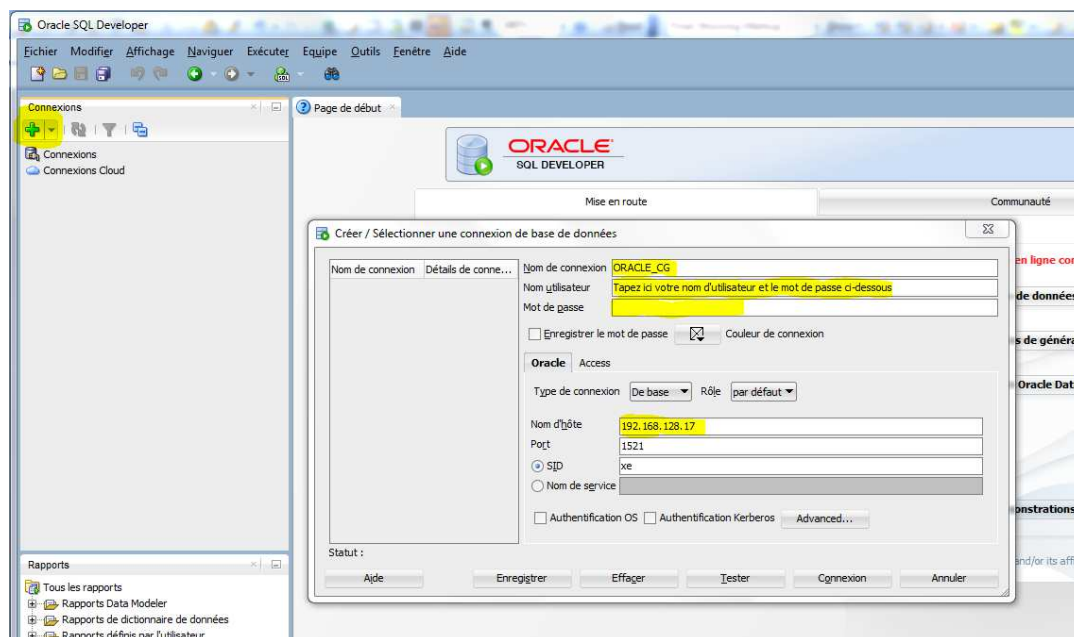 Oracle SQL Developer
Fichier Modifier Affichage Naviguer Exécuter Equipe Outils Fenêtre Aide
Connexions
Connexions
Connexions Cloud
Page de début
ORACLE
SQL DEVELOPER
Mise en route
Communauté
Créer / Sélectionner une connexion de base de données
Nom de connexion Détails de conne...
Nom de connexion ORACLE_CG
Nom utilisateur Tapez ici votre nom d'utilisateur et le mot de passe ci-dessous
Mot de passe
Enregistrer le mot de passe Couleur de connexion
Oracle Access
Type de connexion De base Rôle par défaut
Nom d'hôte 192.168.128.17
Port 1521
SID xe
Nom de service
Authentification OS Authentification Kerberos Advanced...
Statut :
Aide Enregistrer Effacer Tester Connexion Annuler
en ligne
de données
Oracle
Rapports
Tous les rapports
Rapports Data Modeler
Rapports de dictionnaire de données
Rapports définis par l'utilisateur
and/or its